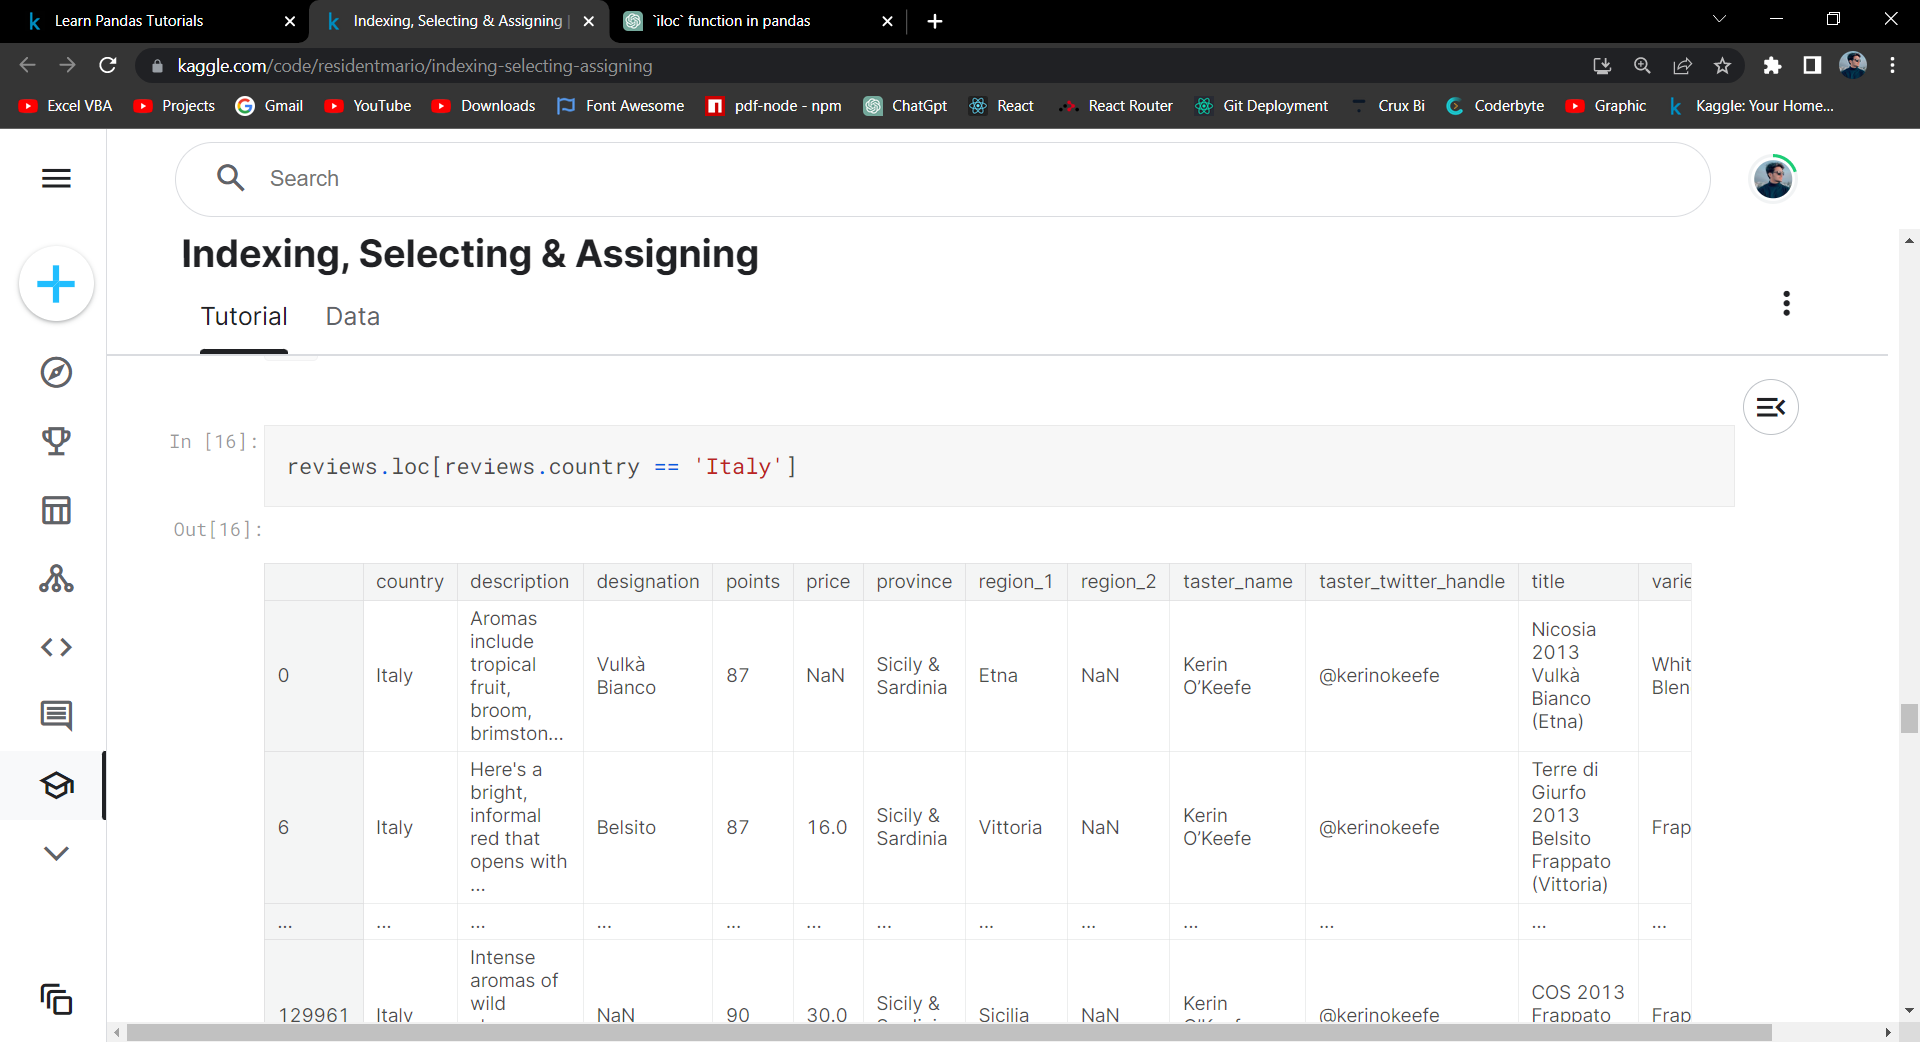 Learn Pandas Tutorials
Indexing, Selecting & Assigning |
`iloc` function in pandas
kaggle.com/code/residentmario/indexing-selecting-assigning
Excel VBA Projects Gmail YouTube Downloads Font Awesome pdf-node - npm ChatGpt React React Router Git Deployment Crux Bi Coderbyte Graphic Kaggle: Your Home...
Search
Indexing, Selecting & Assigning
Tutorial Data
In [16]:
reviews.loc[reviews.country == 'Italy']
Out[16]:
country description designation points price province region_1 region_2 taster_name taster_twitter_handle title varie
0
Italy
Aromas
include
tropical
fruit,
broom,
brimston...
Vulkà
Bianco
87
NaN
Sicily &
Sardinia
Etna
NaN
Kerin
O’Keefe
@kerinokeefe
Nicosia
2013
Vulkà
Bianco
(Etna)
Whit
Blen
6
Italy
Here's a
bright,
informal
red that
opens with
...
Belsito
87
16.0
Sicily &
Sardinia
Vittoria
NaN
Kerin
O’Keefe
@kerinokeefe
Terre di
Giurfo
2013
Belsito
Frappato
(Vittoria)
Frap
... ... ... ... ... ... ... ... ... ... ... ... ...
129961
Italy
Intense
aromas of
wild
NaN
90
30.0
Sicily &
Sicilia
NaN
Kerin
@kerinokeefe
COS 2013
Frappato
Frap